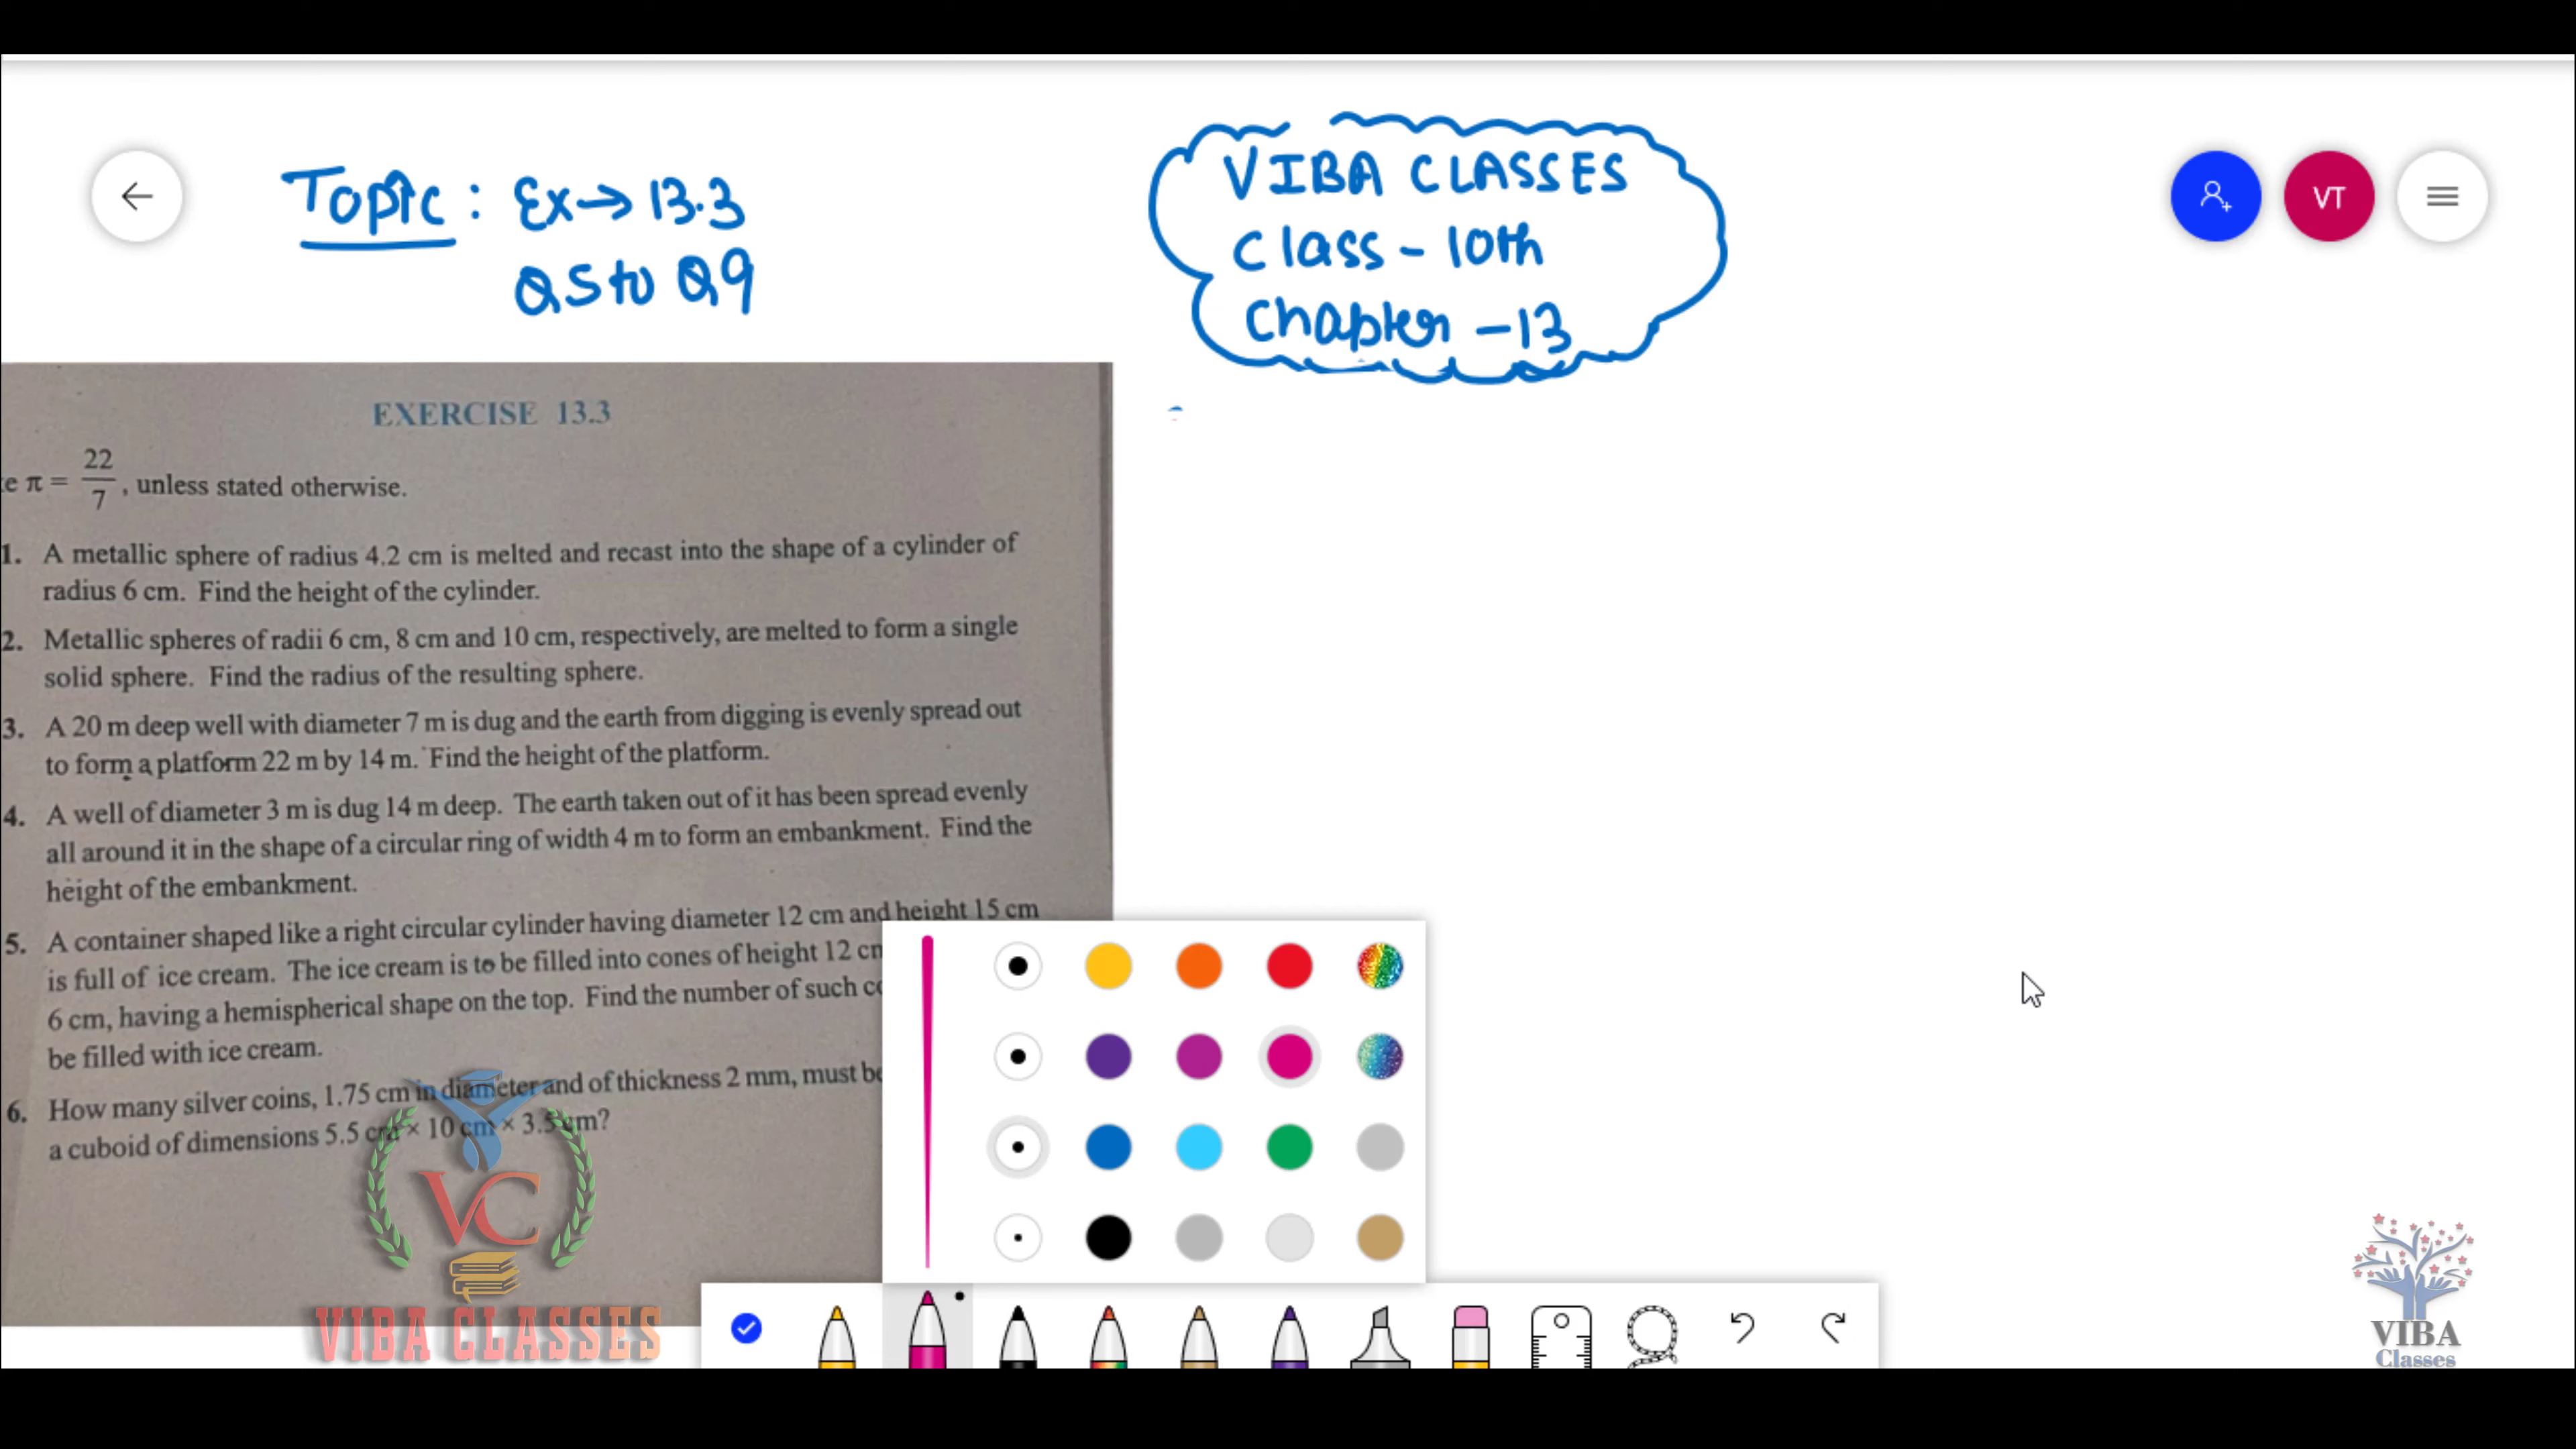 Topic : Ex → 13.3
Q5 to Q9
VIBA CLASSES
Class - 10th
Chapter - 13
VT
EXERCISE 13.3
e π = 22/7, unless stated otherwise.
1. A metallic sphere of radius 4.2 cm is melted and recast into the shape of a cylinder of
radius 6 cm. Find the height of the cylinder.
2. Metallic spheres of radii 6 cm, 8 cm and 10 cm, respectively, are melted to form a single
solid sphere. Find the radius of the resulting sphere.
3. A 20 m deep well with diameter 7 m is dug and the earth from digging is evenly spread out
to form a platform 22 m by 14 m. Find the height of the platform.
4. A well of diameter 3 m is dug 14 m deep. The earth taken out of it has been spread evenly
all around it in the shape of a circular ring of width 4 m to form an embankment. Find the
height of the embankment.
5. A container shaped like a right circular cylinder having diameter 12 cm and height 15 cm
is full of ice cream. The ice cream is to be filled into cones of height 12
6 cm, having a hemispherical shape on the top. Find the number of such
be filled with ice cream.
6. How many silver coins, 1.75 cm in diameter and of thickness 2 mm, must be
a cuboid of dimensions 5.5 cm × 10 cm × 3.5 cm?
VC
VIBA CLASSES
VIBA
Classes